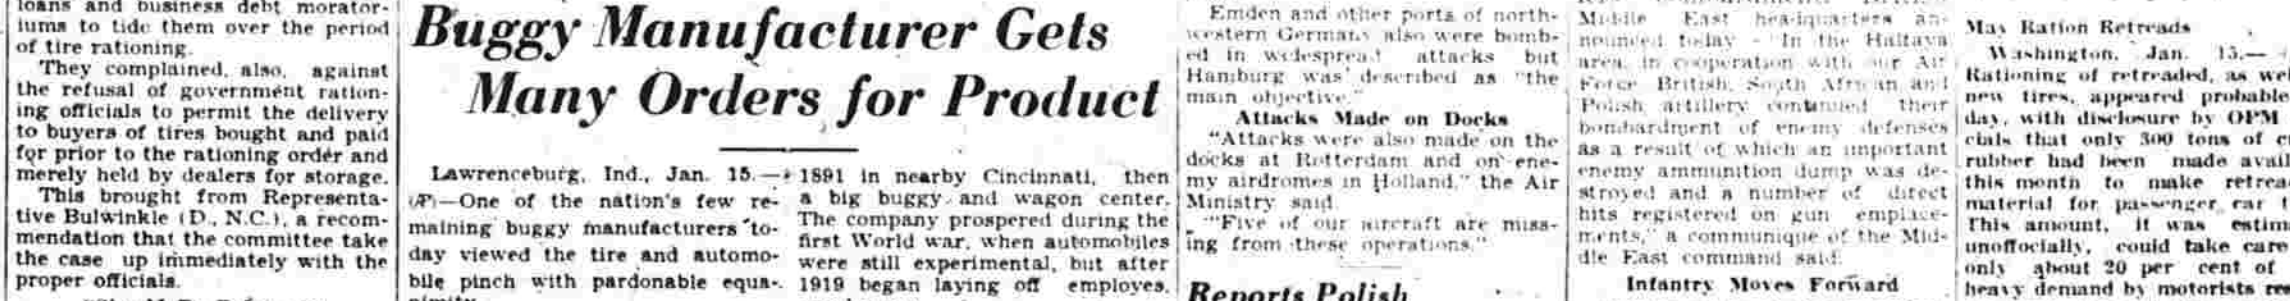 loans and business debt morator-
iums to tide them over the period
of tire rationing.
They complained, also, against
the refusal of government ration-
ing officials to permit the delivery
to buyers of tires bought and paid
for prior to the rationing order and
merely held by dealers for storage.
This brought from Representa-
tive Bulwinkle (D., N.C.), a recom-
mendation that the committee take
the case up immediately with the
proper officials.
Buggy Manufacturer Gets
Many Orders for Product
Lawrenceburg, Ind., Jan. 15.—
(AP)—One of the nation's few re-
maining buggy manufacturers to-
day viewed the tire and automo-
bile pinch with pardonable equa-
nimity.
1891 in nearby Cincinnati, then
a big buggy and wagon center.
The company prospered during the
first World war, when automobiles
were still experimental, but after
1919 began laying off employes,
Emden and other ports of north-
western Germany also were bomb-
ed in widespread attacks but
Hamburg was described as "the
main objective."
Attacks Made on Docks
"Attacks were also made on the
docks at Rotterdam and on ene-
my airdromes in Holland," the Air
Ministry said.
"Five of our aircraft are miss-
ing from these operations."
Reports Polish
Middle East headquarters an-
nounced today - "In the Halfaya
area, in cooperation with our Air
Force British, South African and
Polish artillery continued their
bombardment of enemy defenses
as a result of which an important
enemy ammunition dump was de-
stroyed and a number of direct
hits registered on gun emplace-
ments," a communique of the Mid-
dle East command said.
Infantry Moves Forward
May Ration Retreads
Washington, Jan. 15.—
Rationing of retreaded, as we
new tires, appeared probable
day, with disclosure by OPM
cials that only 300 tons of c
rubber had been made avail
this month to make retrea
material for passenger car
This amount, it was estim
unoffocially, could take care
only about 20 per cent of
heavy demand by motorists